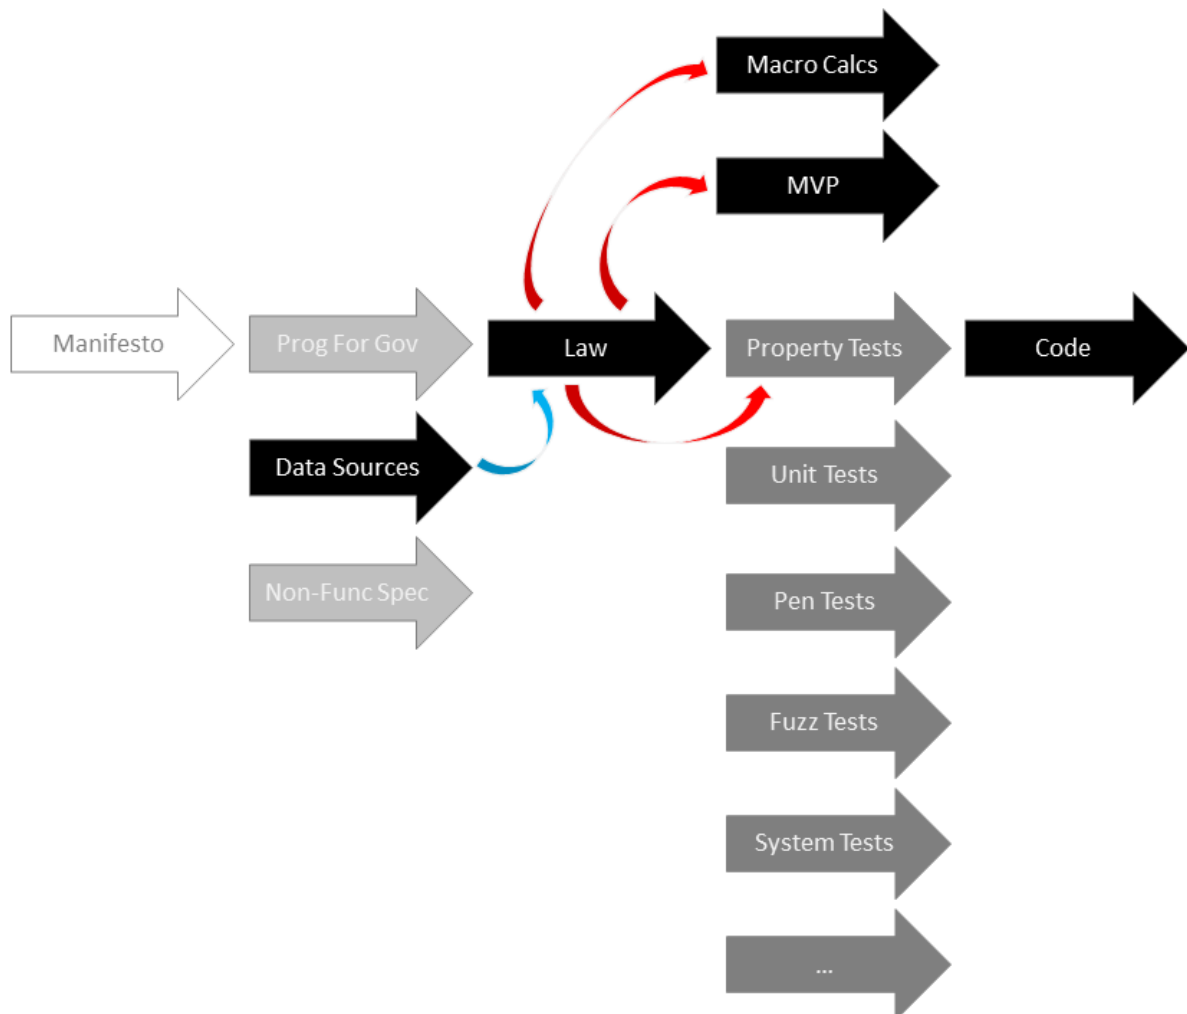 Macro Calcs
MVP
Manifesto
Prog For Gov
Law
Property Tests
Code
Data Sources
Unit Tests
Non-Func Spec
Pen Tests
Fuzz Tests
System Tests
...